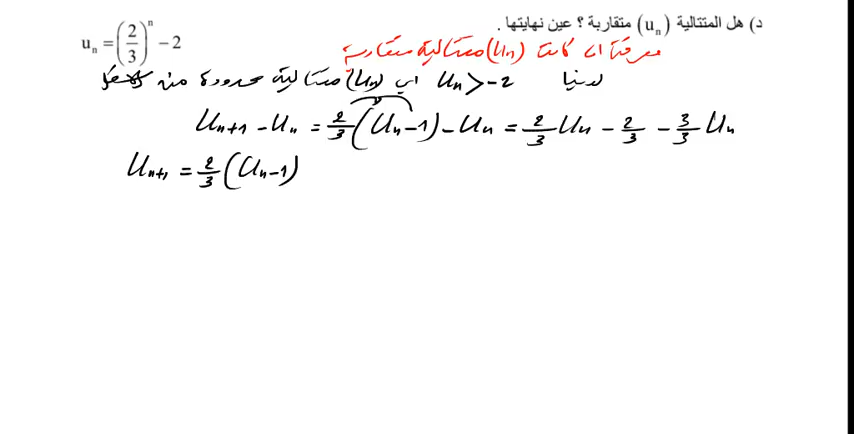 د) هل المتتالية (uₙ) متقاربة ؟ عين نهايتها .
uₙ = (2/3)ⁿ − 2
معرفة ان كانت (Uₙ) متتالية متقاربة
لدينا Uₙ > −2 اي (Uₙ) متتالية محدودة من الاسفل
Uₙ₊₁ − Uₙ = 2/3 (Uₙ − 1) − Uₙ = 2/3 Uₙ − 2/3 − 3/3 Uₙ
Uₙ₊₁ = 2/3 (Uₙ − 1)